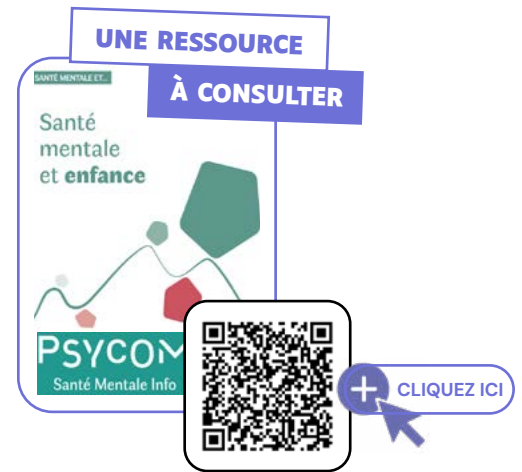 UNE RESSOURCE
À CONSULTER
SANTÉ MENTALE ET...
Santé
mentale
et enfance
PSYCOM
Santé Mentale Info
CLIQUEZ ICI